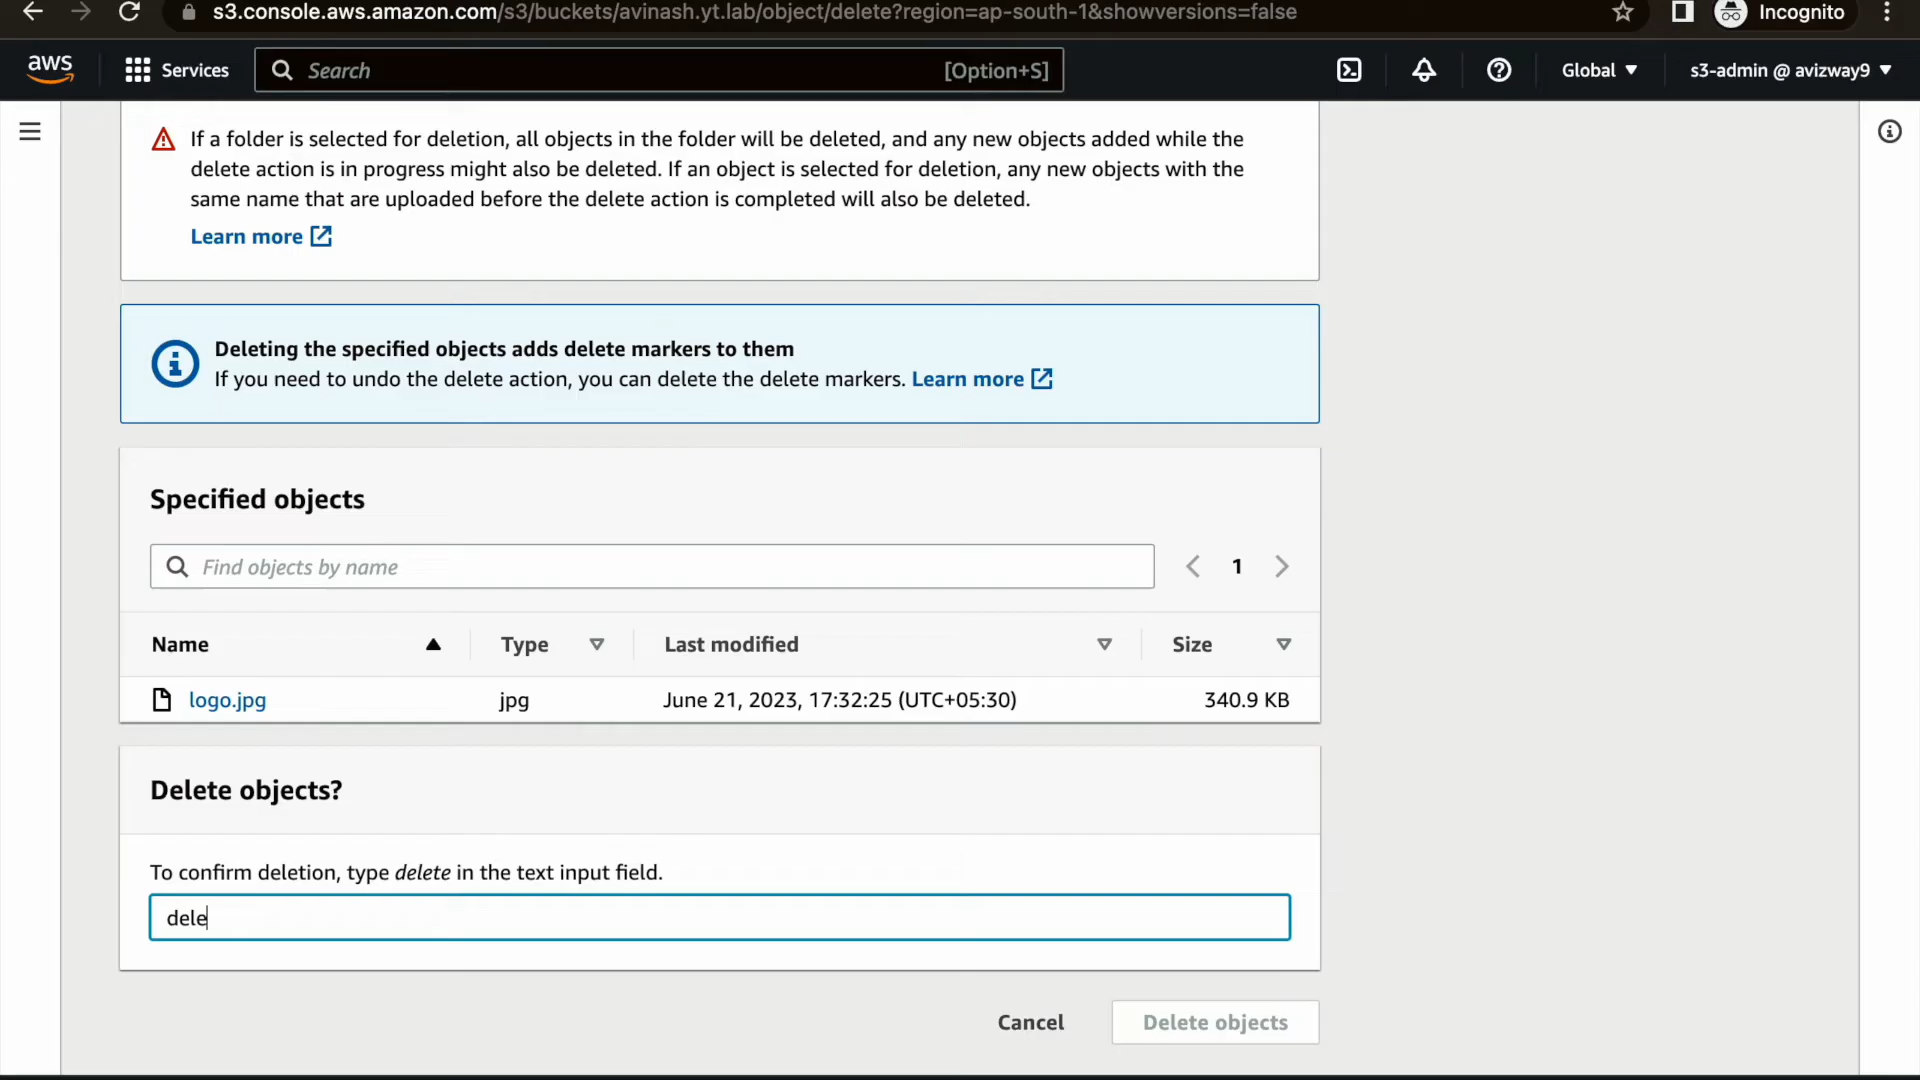 s3.console.aws.amazon.com/s3/buckets/avinash.yt.lab/object/delete?region=ap-south-1&showversions=false
Incognito
aws
Services
Search
[Option+S]
Global
s3-admin @ avizway9
If a folder is selected for deletion, all objects in the folder will be deleted, and any new objects added while the
delete action is in progress might also be deleted. If an object is selected for deletion, any new objects with the
same name that are uploaded before the delete action is completed will also be deleted.
Learn more
Deleting the specified objects adds delete markers to them
If you need to undo the delete action, you can delete the delete markers. Learn more
Specified objects
Find objects by name
1
Name
Type
Last modified
Size
logo.jpg
jpg
June 21, 2023, 17:32:25 (UTC+05:30)
340.9 KB
Delete objects?
To confirm deletion, type delete in the text input field.
dele
Cancel
Delete objects